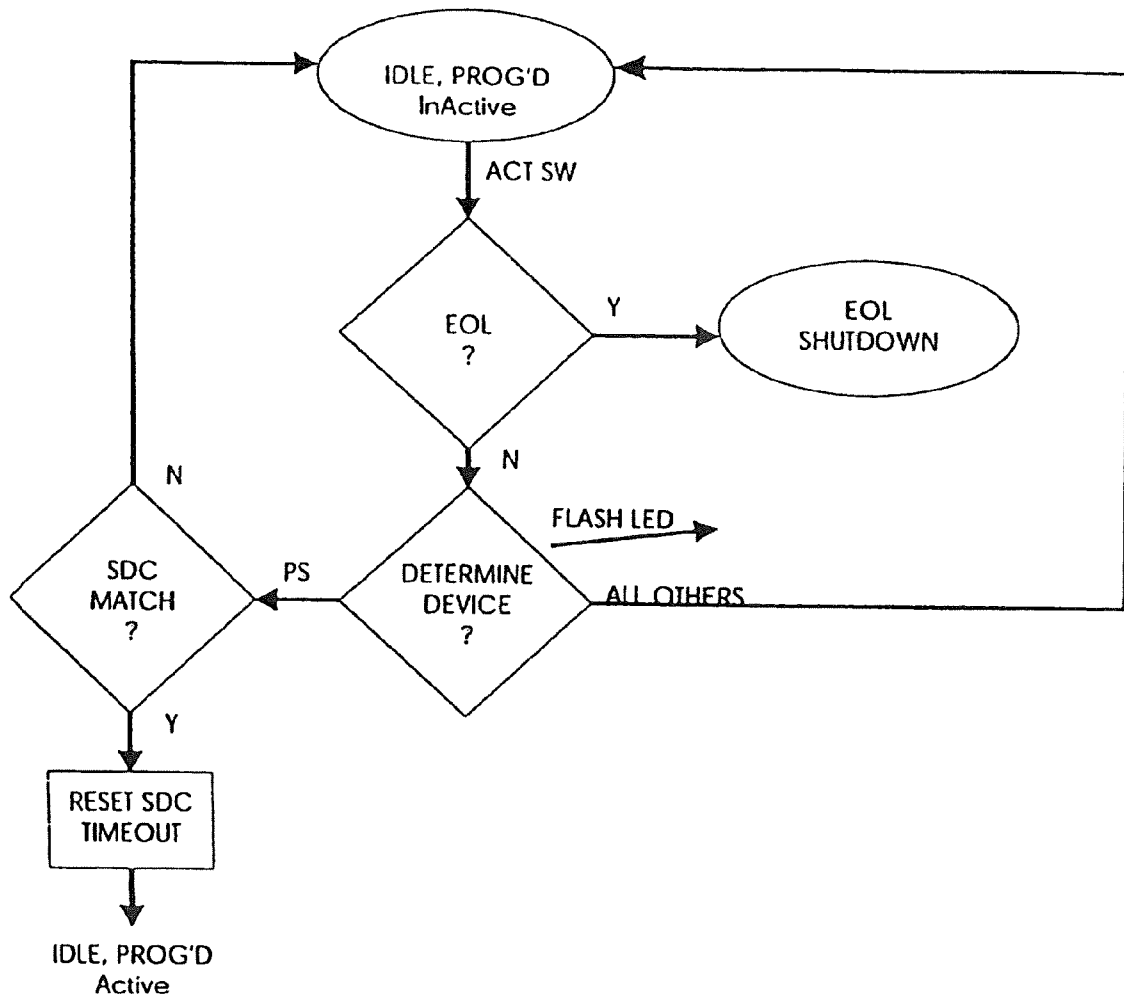 IDLE, PROG'D
InActive
ACT SW
EOL
?
Y
EOL
SHUTDOWN
N
N
FLASH LED
SDC
MATCH
?
PS
DETERMINE
DEVICE
?
ALL OTHERS
Y
RESET SDC
TIMEOUT
IDLE, PROG'D
Active